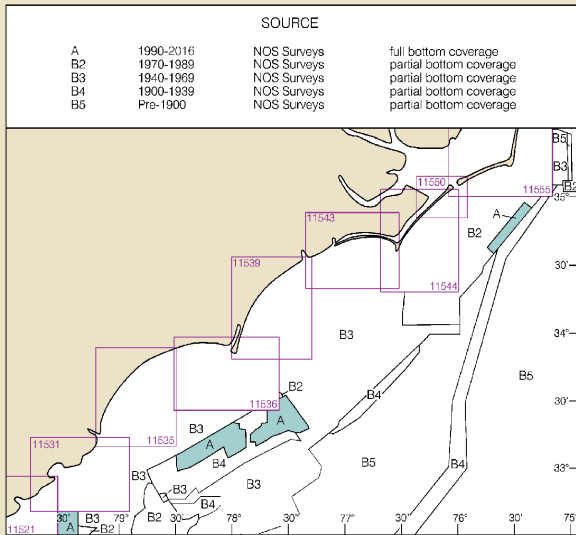 SOURCE
A 1990-2016 NOS Surveys full bottom coverage
B2 1970-1989 NOS Surveys partial bottom coverage
B3 1940-1969 NOS Surveys partial bottom coverage
B4 1900-1939 NOS Surveys partial bottom coverage
B5 Pre-1900 NOS Surveys partial bottom coverage
B5
B3
11550
B2
11555
35°
11543
A
B2
11539
30'
11544
34°
B3
B5
B2
30'
B4
11536
A
B3
A
11531
11535
B4
B5
B4
33°
B3
B3
B3
B4
11521
30'
A
B3
B2
79°
B2
30'
78°
30'
77°
30'
76°
30'
75°